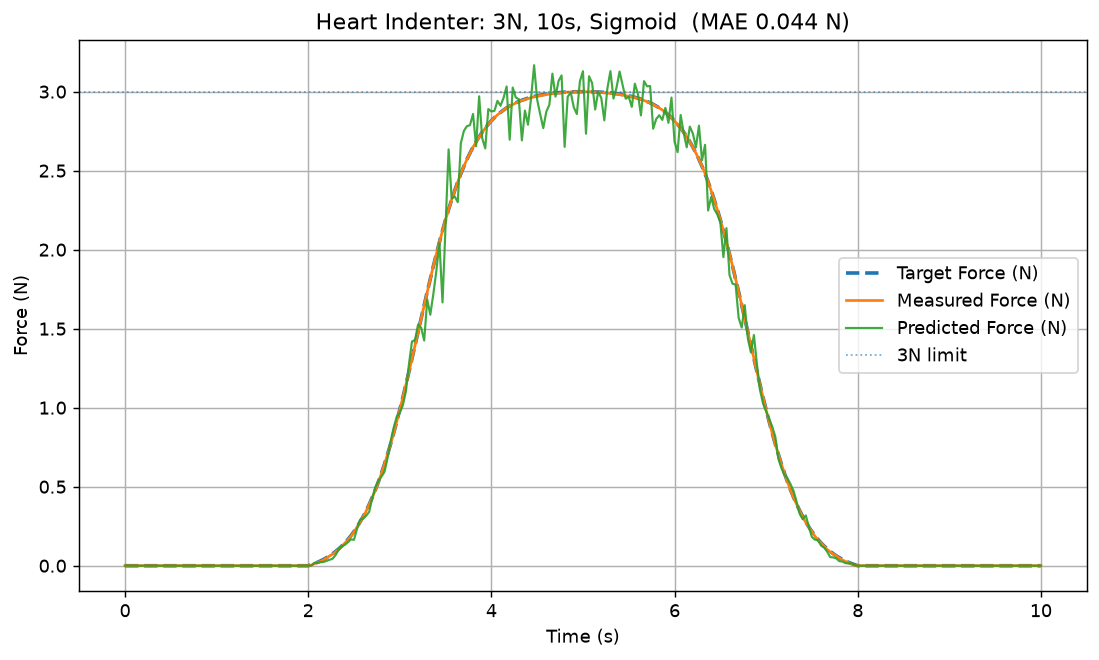 Heart Indenter: 3N, 10s, Sigmoid  (MAE 0.044 N)
Force (N)
3.0
2.5
2.0
1.5
1.0
0.5
0.0
Target Force (N)
Measured Force (N)
Predicted Force (N)
3N limit
0 2 4 6 8 10
Time (s)